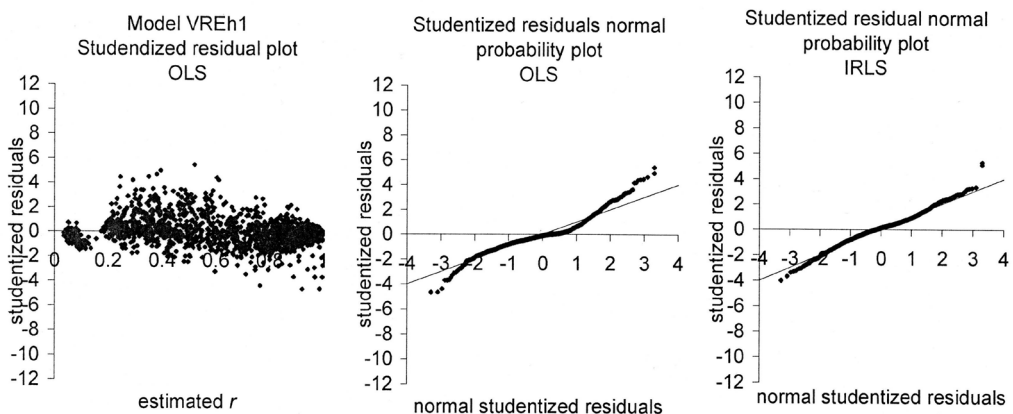 Model VREh1
Studendized residual plot
OLS
12
10
8
6
4
2
0
-2
-4
-6
-8
-10
-12
0
0.2
0.4
0.6
0.8
studentized residuals
estimated r
Studentized residuals normal
probability plot
OLS
12
10
8
6
4
2
0
-2
-4
-6
-8
-10
-12
-4 -3 -2 -1 0 1 2 3 4
studentized residuals
normal studentized residuals
Studentized residual normal
probability plot
IRLS
12
10
8
6
4
2
0
-2
-4
-6
-8
-10
-12
-4 -3 -2 -1 0 1 2 3 4
studentized residuals
normal studentized residuals